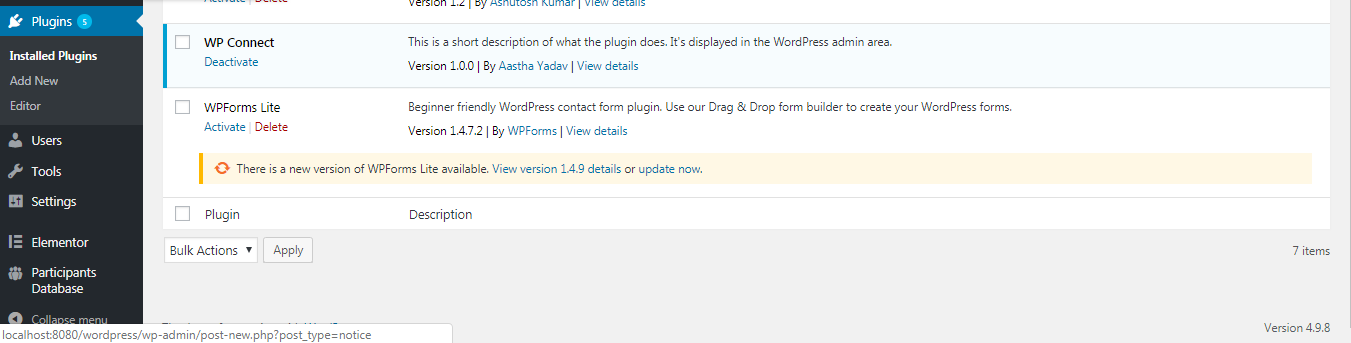 Activate | Delete
Version 1.2 | By Ashutosh Kumar | View details
Plugins 5
Installed Plugins
Add New
Editor
Users
Tools
Settings
Elementor
Participants
Database
Collapse menu
WP Connect
Deactivate
This is a short description of what the plugin does. It's displayed in the WordPress admin area.
Version 1.0.0 | By Aastha Yadav | View details
WPForms Lite
Activate | Delete
Beginner friendly WordPress contact form plugin. Use our Drag & Drop form builder to create your WordPress forms.
Version 1.4.7.2 | By WPForms | View details
There is a new version of WPForms Lite available. View version 1.4.9 details or update now.
Plugin
Description
Bulk Actions
Apply
7 items
Version 4.9.8
localhost:8080/wordpress/wp-admin/post-new.php?post_type=notice